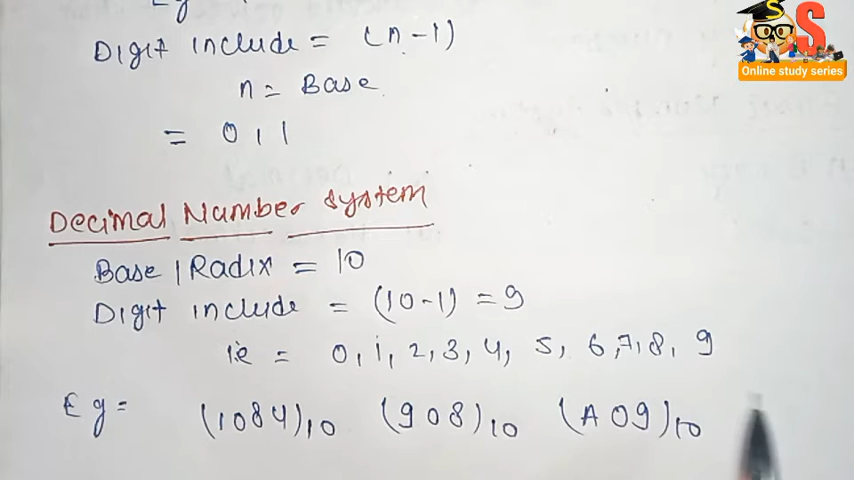 Eg
Digit include = (n-1)
n = Base
= 0, 1
Decimal Number system
Base | Radix = 10
Digit include = (10-1) = 9
ie = 0, 1, 2, 3, 4, 5, 6, 7, 8, 9
Eg = (1084)10 (908)10 (A09)10
S
S
Online study series